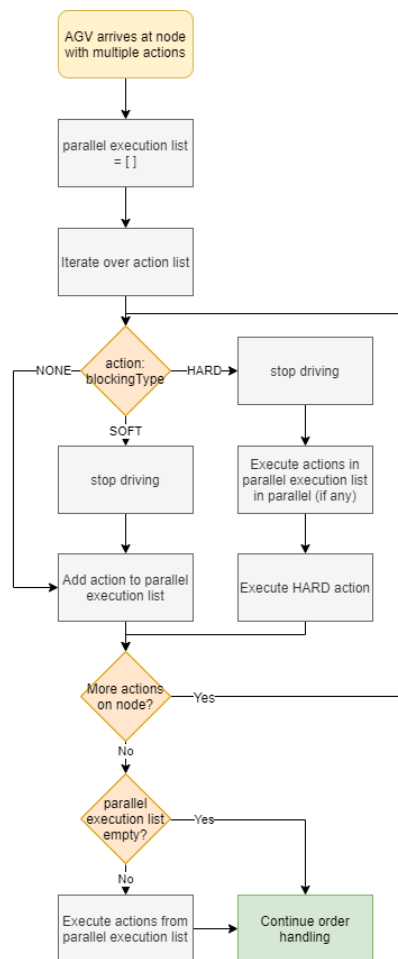 AGV arrives at node
with multiple actions
parallel execution list
= [ ]
Iterate over action list
action:
blockingType
NONE
HARD
SOFT
stop driving
stop driving
Execute actions in
parallel execution list
in parallel (if any)
Add action to parallel
execution list
Execute HARD action
More actions
on node?
Yes
No
parallel
execution list
empty?
Yes
No
Execute actions from
parallel execution list
Continue order
handling